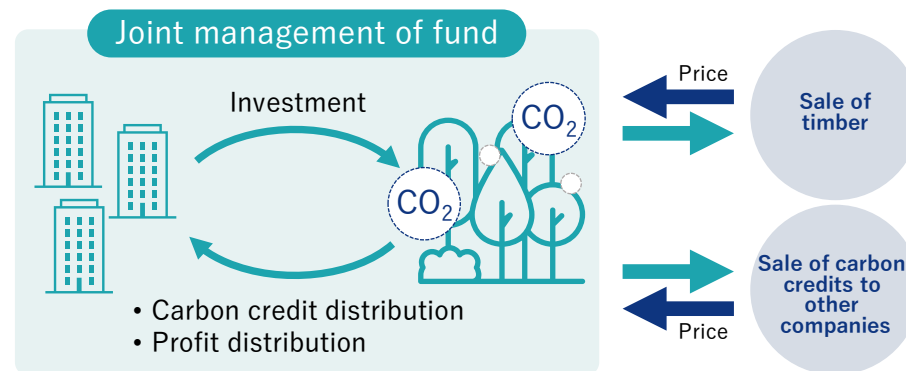 Joint management of fund
Investment
CO₂
CO₂
• Carbon credit distribution
• Profit distribution
Price
Sale of
timber
Sale of carbon
credits to
other
companies
Price